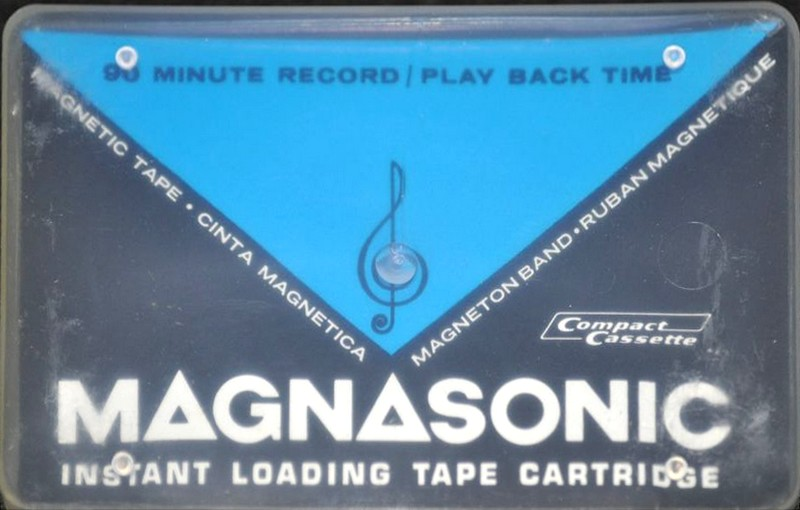 90 MINUTE RECORD/PLAY BACK TIME
MAGNETIC TAPE • CINTA MAGNETICA
MAGNETON BAND • RUBAN MAGNETIQUE
Compact
Cassette
MAGNASONIC
INSTANT LOADING TAPE CARTRIDGE